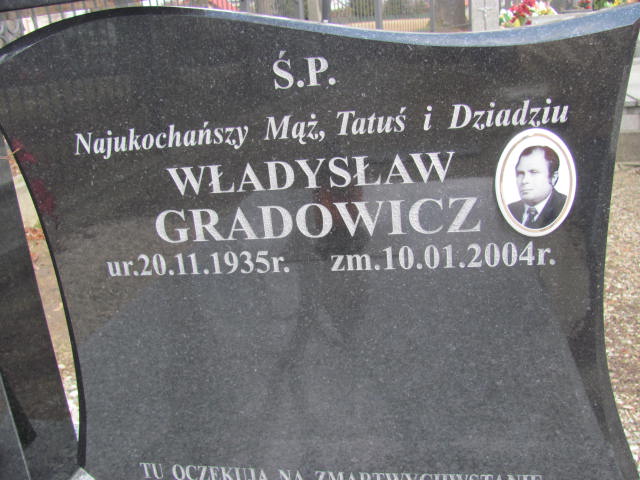 Ś.P.
Najukochańszy Mąż, Tatuś i Dziadziu
WŁADYSŁAW
GRADOWICZ
ur.20.11.1935r. zm.10.01.2004r.
TU OCZEKUJĄ NA ZMARTWYCHWSTANIE